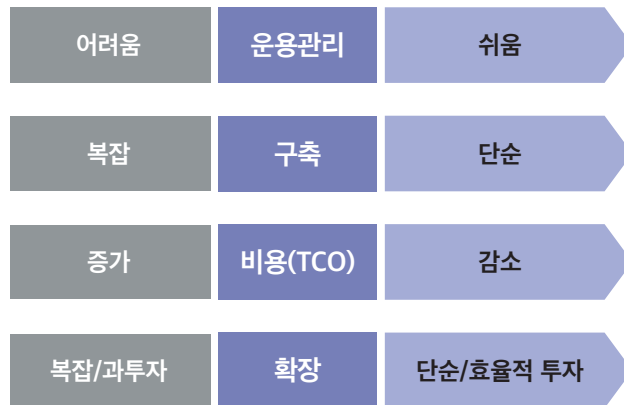 어려움 운용관리 쉬움
복잡 구축 단순
증가 비용(TCO) 감소
복잡/과투자 확장 단순/효율적 투자